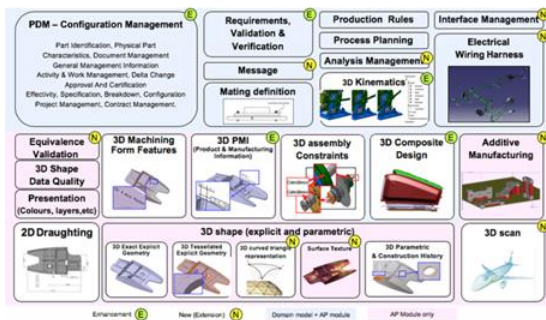 PDM – Configuration Management
E
Part Identification, Physical Part
Characteristics, Document Management
General Management Information
Activity & Work Management, Delta Change
Approval And Certification
Effectivity, Specification, Breakdown, Configuration
Project Management, Contract Management.
Requirements,
Validation &
Verification
E
Message
N
Mating definition
Production Rules
Process Planning
Analysis Management
N
3D Kinematics
E
Interface Management
N
Electrical
Wiring Harness
N
Equivalence
Validation
N
3D Shape
Data Quality
Presentation
(Colours, layers,etc)
3D Machining
Form Features
3D PMI
(Product & Manufacturing
Information)
E
3D assembly
Constraints
N
3D Composite
Design
E
Additive
Manufacturing
N
2D Draughting
3D shape (explicit and parametric)
3D Exact Explicit
Geometry
3D Tessellated Explicit
Geometry
E
3D curved triangle
representation
N
Surface Texture
N
3D Parametric
& Construction History
N
3D scan
N
Enhancement
E
New (Extension)
N
Domain model + AP module
AP Module only